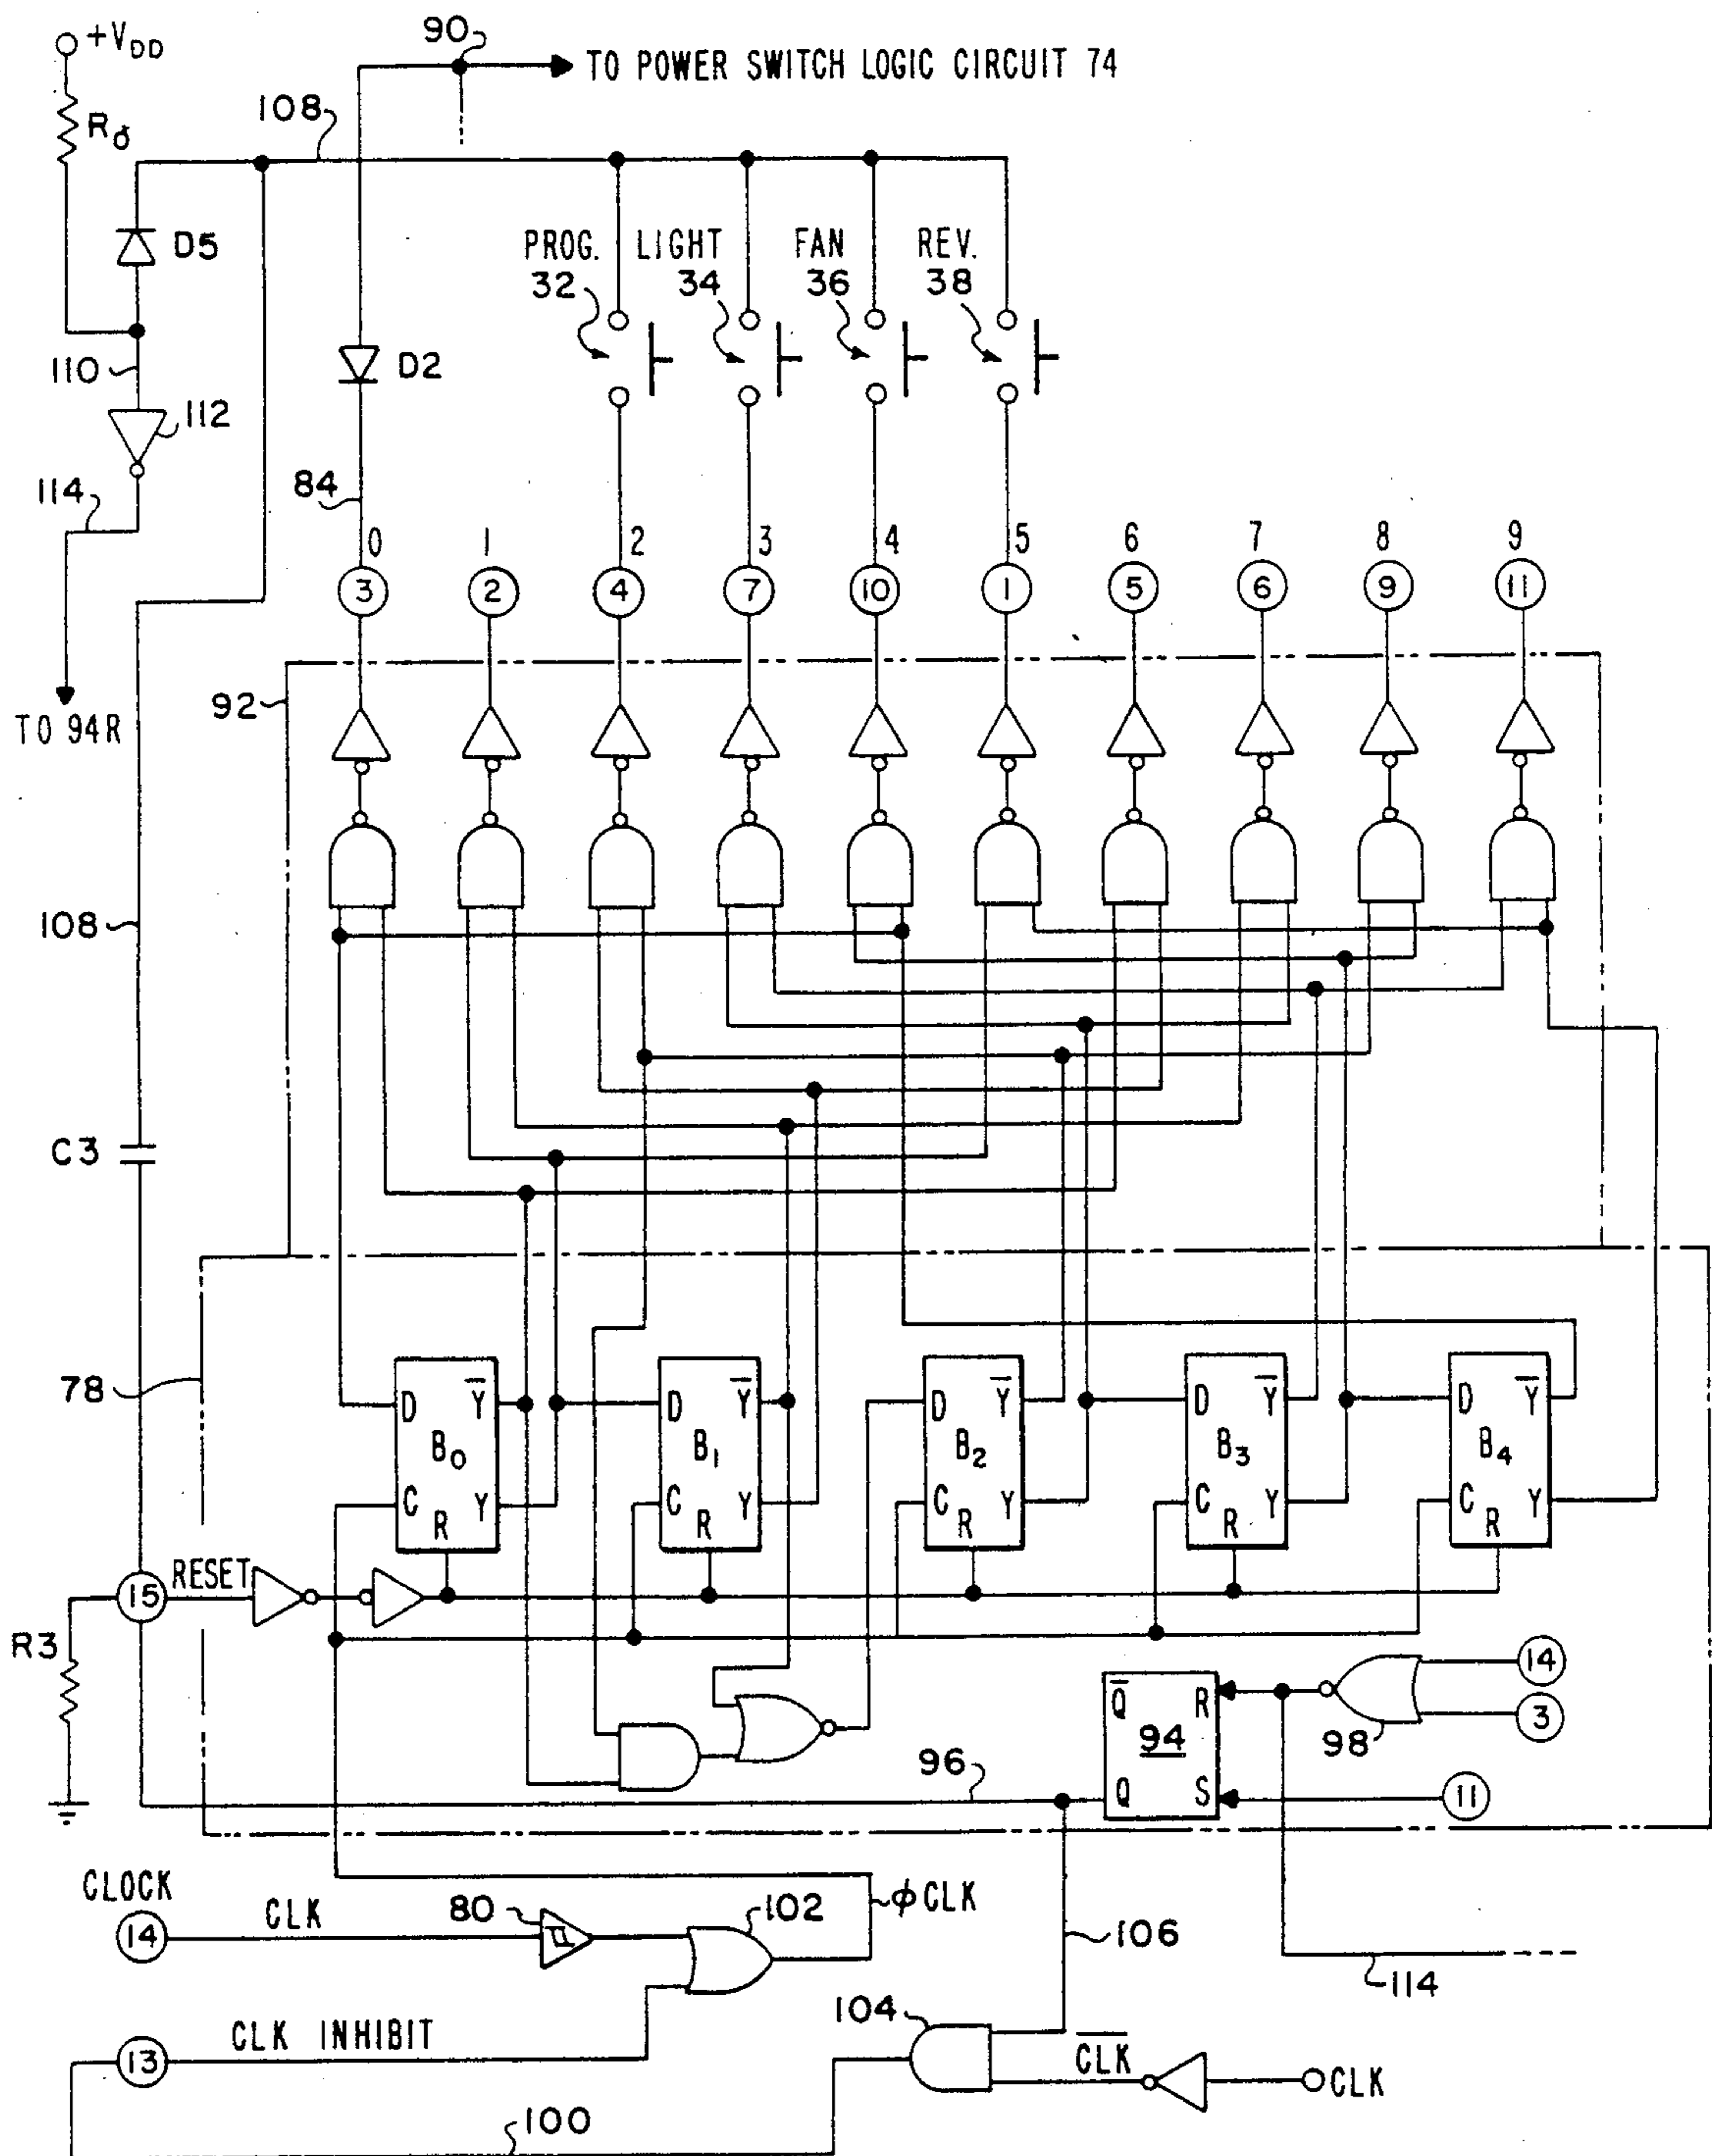 +VDD
90
TO POWER SWITCH LOGIC CIRCUIT 74
108
R6
D5
PROG. LIGHT FAN REV.
32 34 36 38
110
D2
112
114
84
0 1 2 3 4 5 6 7 8 9
3 2 4 7 10 1 5 6 9 11
92
TO 94R
108
C3
78
D Y̅ D Y̅ D Y̅ D Y̅ D Y̅
B0 B1 B2 B3 B4
C R Y C R Y C R Y C R Y C R Y
15 RESET
R3
14
Q̅ R
3
94
98
96
Q S
11
CLOCK
14 CLK
80
102
ϕ CLK
106
114
104
13 CLK INHIBIT
C̅L̅K̅
CLK
100